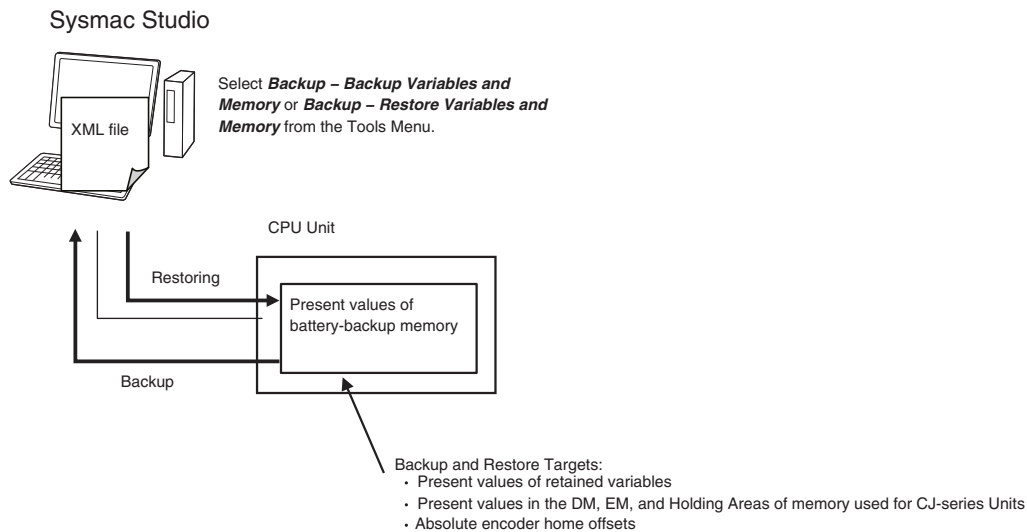 Sysmac Studio
Select Backup – Backup Variables and
Memory or Backup – Restore Variables and
Memory from the Tools Menu.
XML file
CPU Unit
Restoring
Present values of
battery-backup memory
Backup
Backup and Restore Targets:
• Present values of retained variables
• Present values in the DM, EM, and Holding Areas of memory used for CJ-series Units
• Absolute encoder home offsets